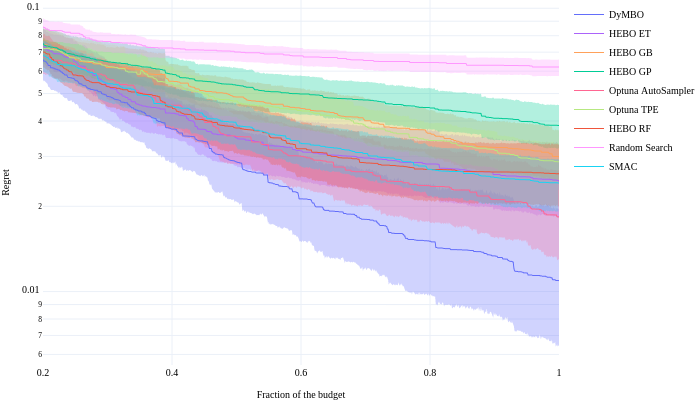 0.1
9
8
7
6
5
4
3
2
0.01
9
8
7
6
Regret
0.2
0.4
0.6
0.8
1
Fraction of the budget
DyMBO
HEBO ET
HEBO GB
HEBO GP
Optuna AutoSampler
Optuna TPE
HEBO RF
Random Search
SMAC